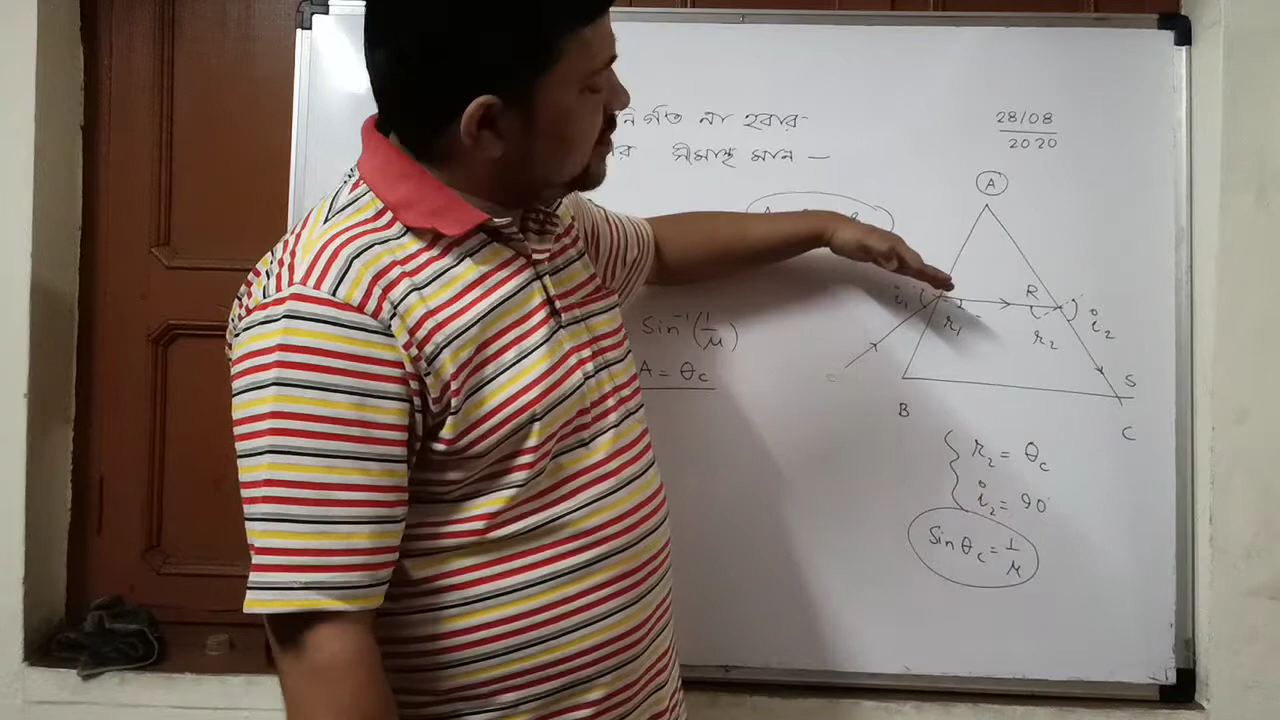 না হবার
সীমান্ত মান —
28/08
2020
A
i₁
r₁
R
r₂
i₂
S
B
C
Sin⁻¹(1/μ)
A = θc
r₂ = θc
i₂ = 90°
Sin θc = 1/μ